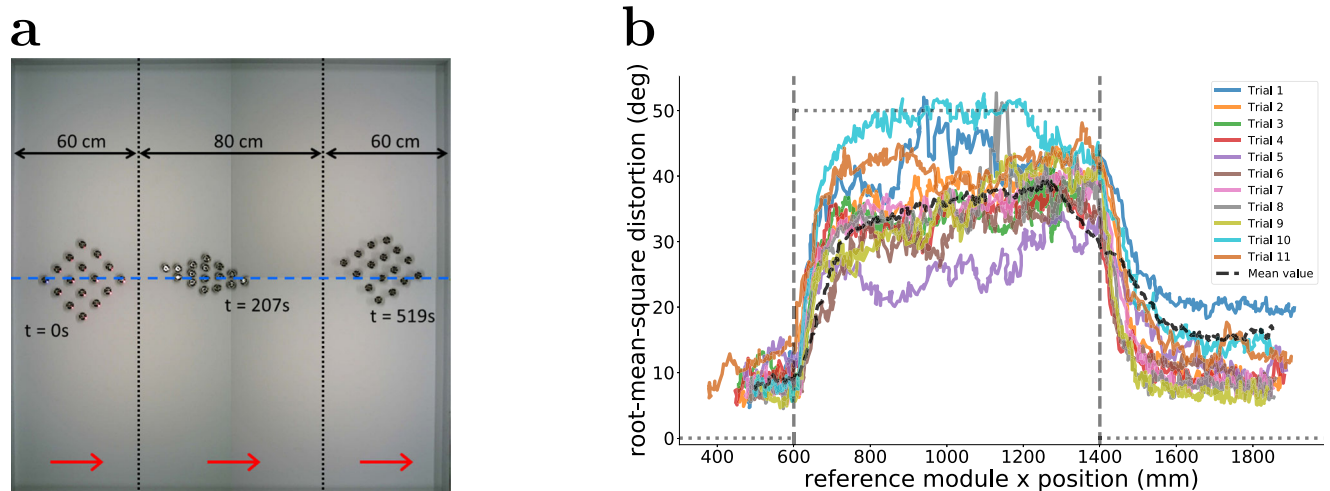 a
60 cm
80 cm
60 cm
t = 0s
t = 207s
t = 519s
b
root-mean-square distortion (deg)
50
40
30
20
10
0
400
600
800
1000
1200
1400
1600
1800
reference module x position (mm)
Trial 1
Trial 2
Trial 3
Trial 4
Trial 5
Trial 6
Trial 7
Trial 8
Trial 9
Trial 10
Trial 11
Mean value